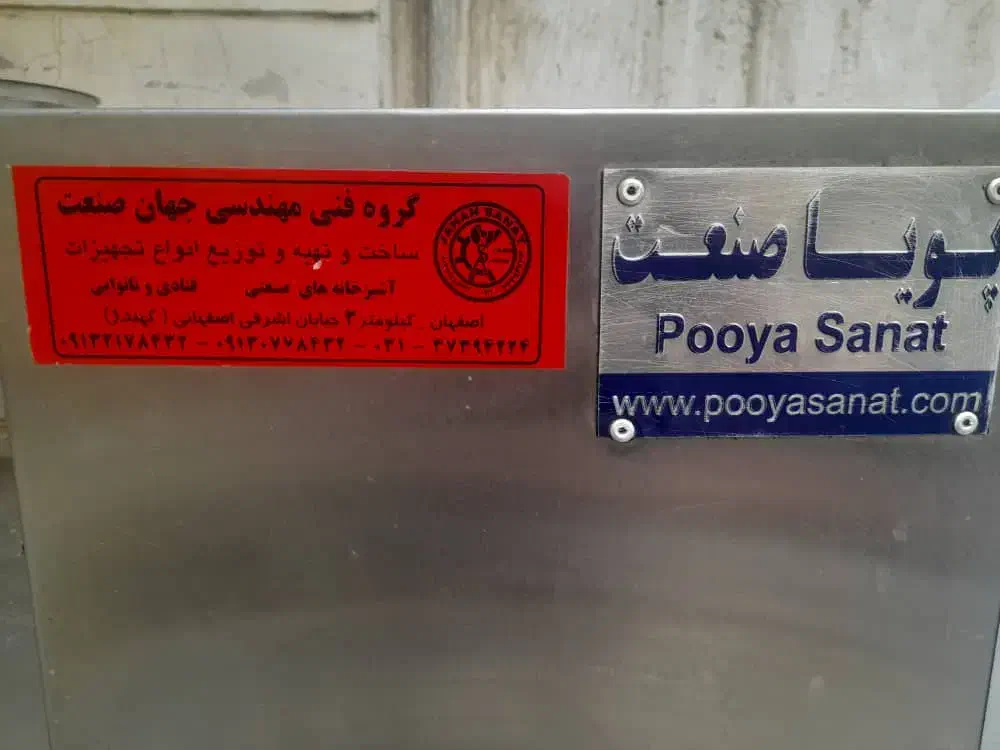 گروه فنی مهندسی جهان صنعت
ساخت و تهیه و توزیع انواع تجهیزات
آشپزخانه های صنعتی قنادی و نانوایی
اصفهان _ کیلومتر ۳ خیابان اشرفی اصفهانی ( کهندژ)
۰۹۱۳۲۱۷۸۴۳۲ - ۰۹۱۳۰۷۷۸۴۳۲ - ۰۳۱ - ۳۷۳۹۴۲۲۴
JAHAN SANAT
پویا صنعت
Pooya Sanat
www.pooyasanat.com